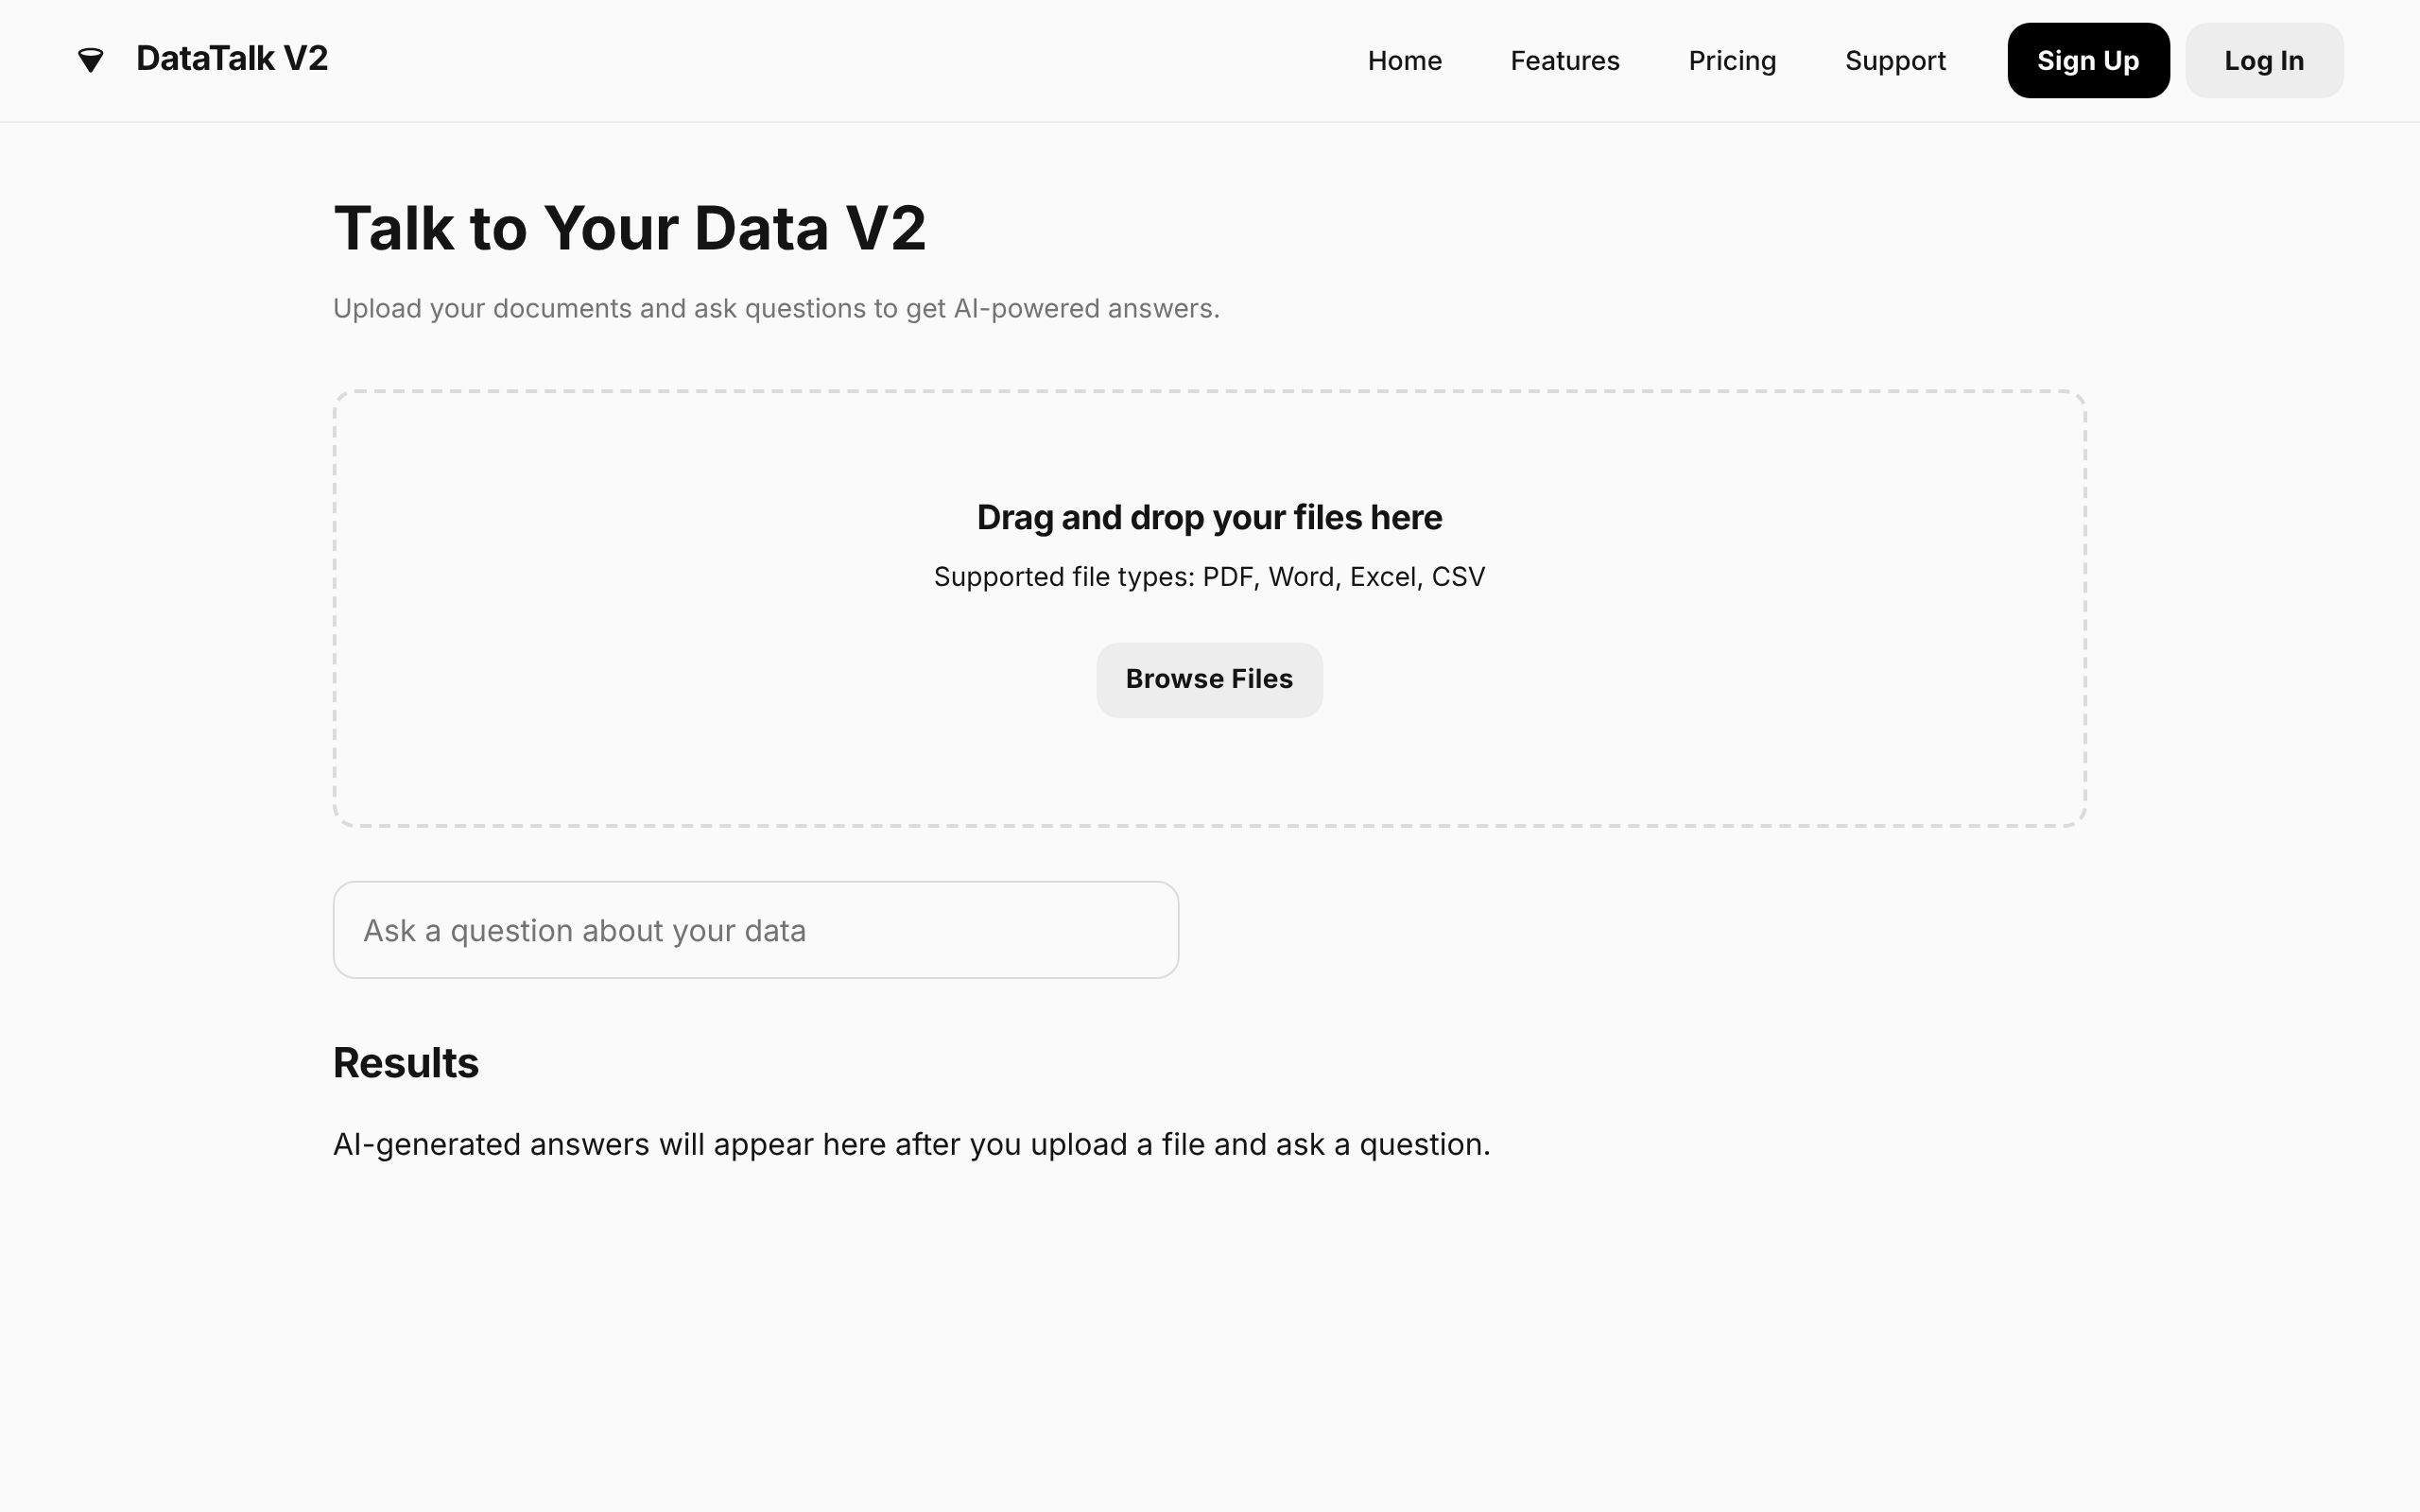 DataTalk V2
Home Features Pricing Support Sign Up Log In
Talk to Your Data V2
Upload your documents and ask questions to get AI-powered answers.
Drag and drop your files here
Supported file types: PDF, Word, Excel, CSV
Browse Files
Ask a question about your data
Results
AI-generated answers will appear here after you upload a file and ask a question.